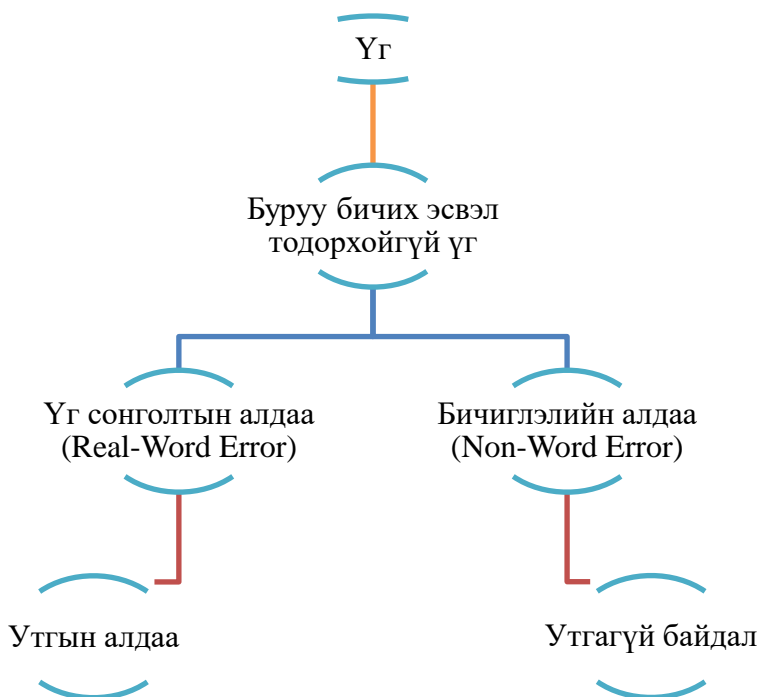 Үг
Буруу бичих эсвэл
тодорхойгүй үг
Үг сонголтын алдаа
(Real-Word Error)
Бичиглэлийн алдаа
(Non-Word Error)
Утгын алдаа
Утгагүй байдал